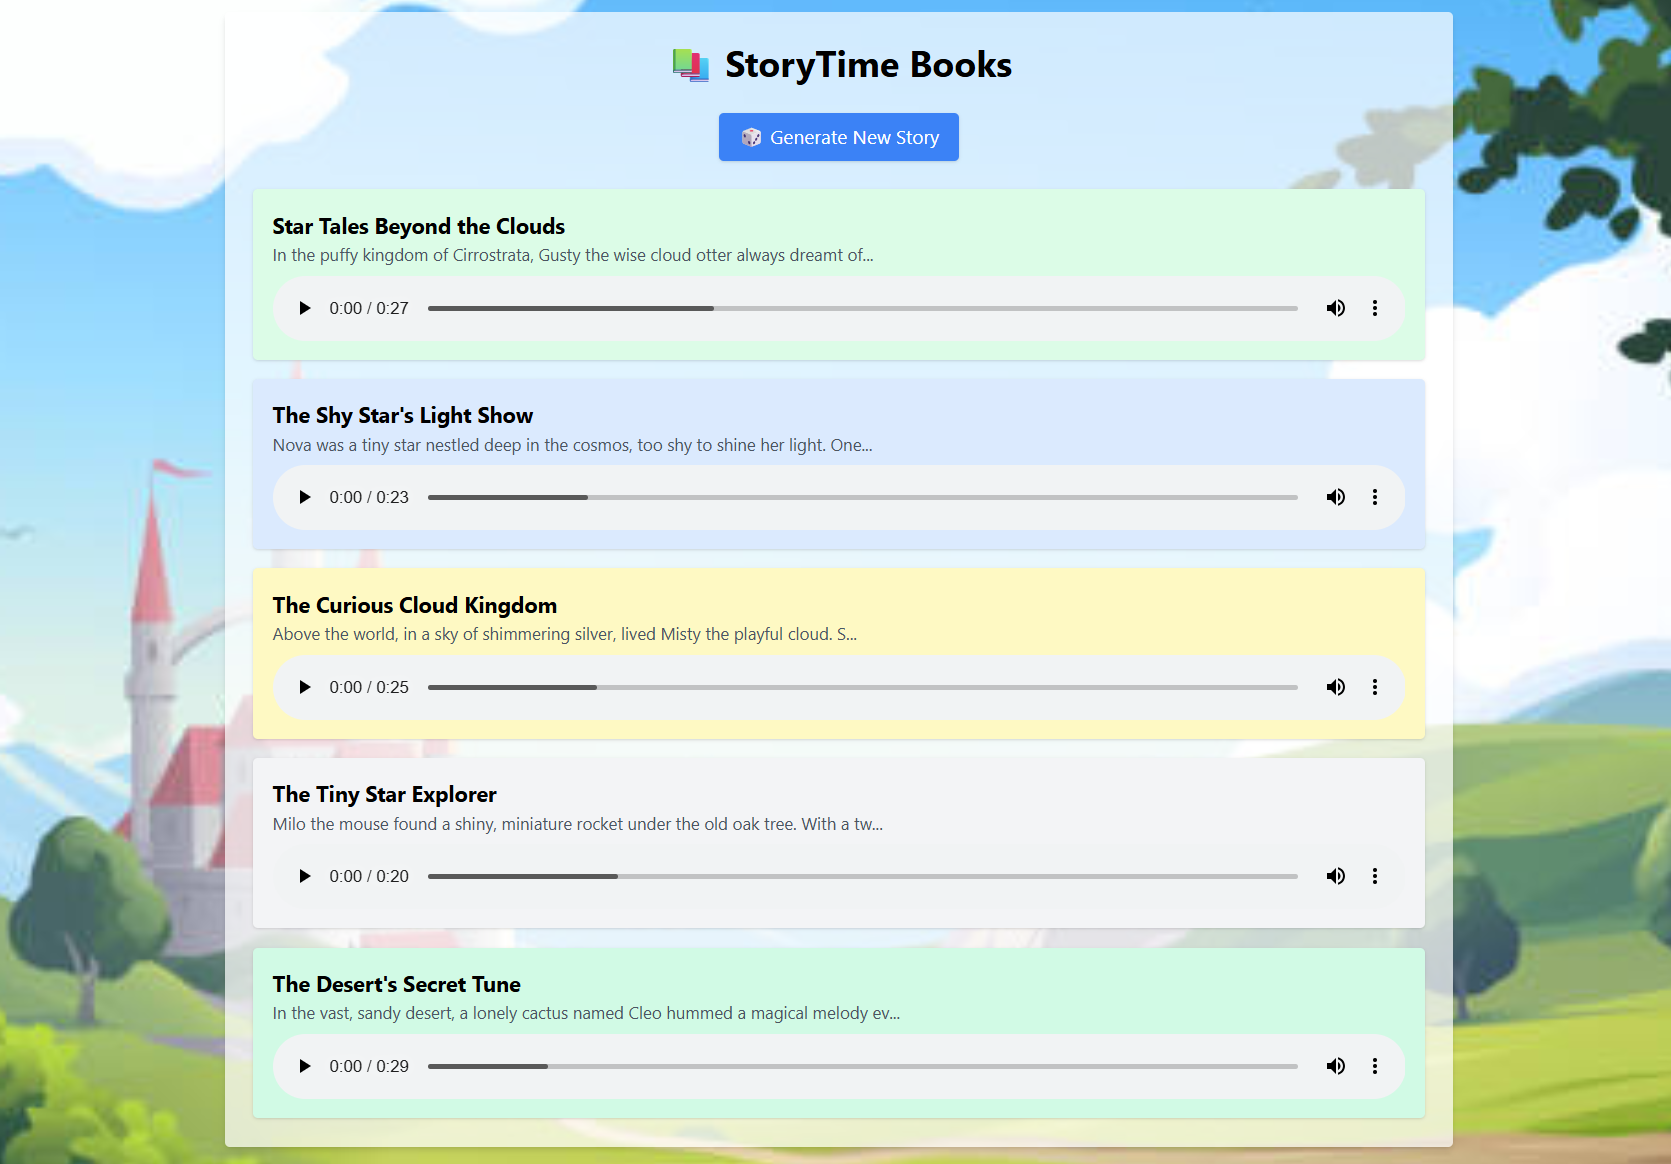 StoryTime Books
Generate New Story
Star Tales Beyond the Clouds
In the puffy kingdom of Cirrostrata, Gusty the wise cloud otter always dreamt of...
0:00 / 0:27
The Shy Star's Light Show
Nova was a tiny star nestled deep in the cosmos, too shy to shine her light. One...
0:00 / 0:23
The Curious Cloud Kingdom
Above the world, in a sky of shimmering silver, lived Misty the playful cloud. S...
0:00 / 0:25
The Tiny Star Explorer
Milo the mouse found a shiny, miniature rocket under the old oak tree. With a tw...
0:00 / 0:20
The Desert's Secret Tune
In the vast, sandy desert, a lonely cactus named Cleo hummed a magical melody ev...
0:00 / 0:29